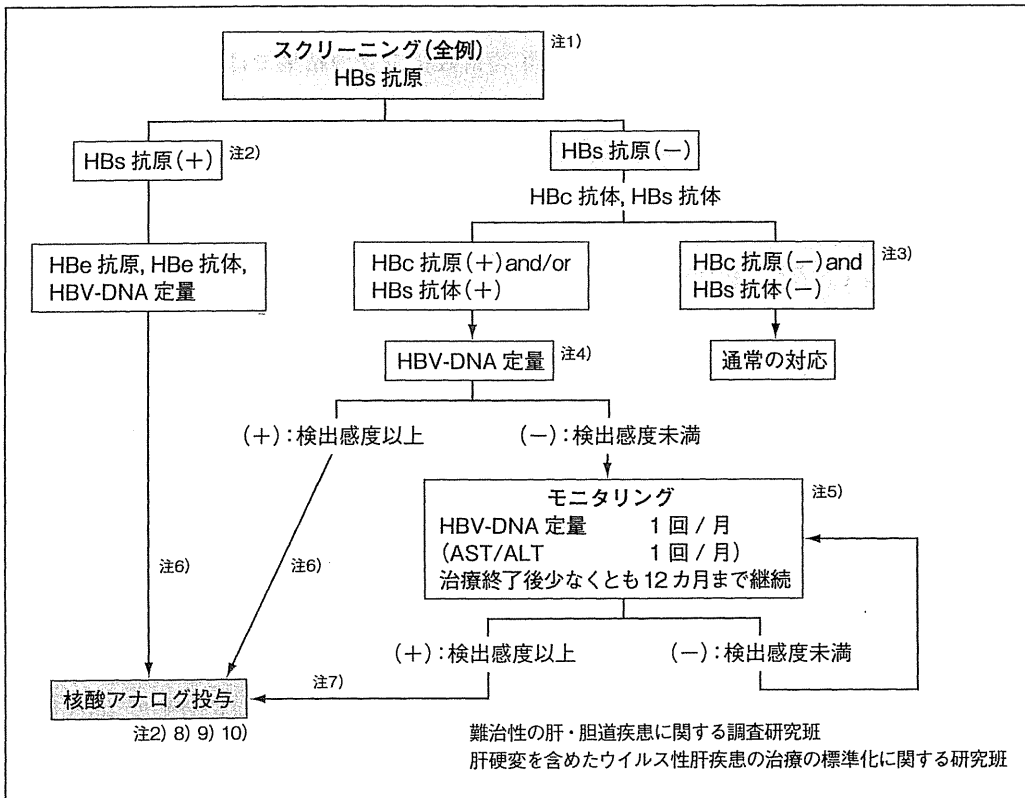 スクリーニング(全例)
HBs 抗原
注1)
HBs 抗原(+)
注2)
HBs 抗原(−)
HBc 抗体, HBs 抗体
HBe 抗原, HBe 抗体,
HBV-DNA 定量
HBc 抗原(+)and/or
HBs 抗体(+)
HBc 抗原(−)and
HBs 抗体(−)
注3)
HBV-DNA 定量
注4)
通常の対応
(+):検出感度以上
(−):検出感度未満
モニタリング
注5)
HBV-DNA 定量 1 回 / 月
(AST/ALT 1 回 / 月)
治療終了後少なくとも 12 カ月まで継続
注6)
注6)
(+):検出感度以上
(−):検出感度未満
注7)
核酸アナログ投与
注2) 8) 9) 10)
難治性の肝・胆道疾患に関する調査研究班
肝硬変を含めたウイルス性肝疾患の治療の標準化に関する研究班